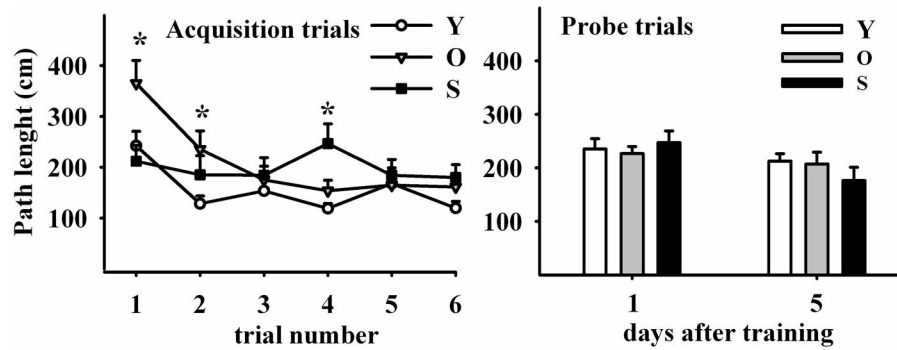 Acquisition trials
Y
O
S
*
*
*
400
300
200
100
Path lenght (cm)
1 2 3 4 5 6
trial number
Probe trials
Y
O
S
400
300
200
100
1 5
days after training